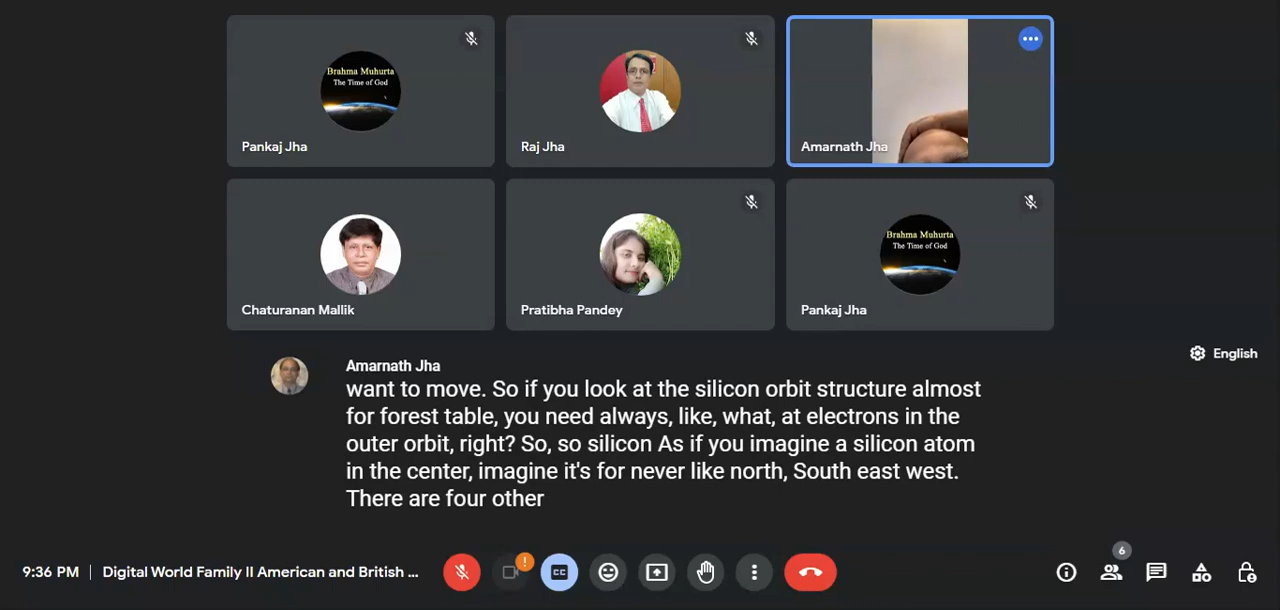 Brahma Muhurta
The Time of God
Pankaj Jha
Raj Jha
Amarnath Jha
Chaturanan Mallik
Pratibha Pandey
Brahma Muhurta
The Time of God
Pankaj Jha
English
Amarnath Jha
want to move. So if you look at the silicon orbit structure almost
for forest table, you need always, like, what, at electrons in the
outer orbit, right? So, so silicon As if you imagine a silicon atom
in the center, imagine it's for never like north, South east west.
There are four other
6
9:36 PM | Digital World Family II American and British ...